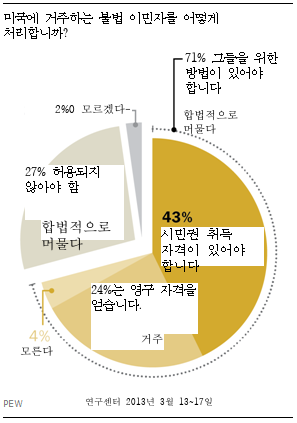 미국에 거주하는 불법 이민자를 어떻게
처리합니까?
71% 그들을 위한
방법이 있어야
합니다
합법적으로
머물다
2%0 모르겠다
27% 허용되지
않아야 함
합법적으로
머물다
43%
시민권 취득
자격이 있어야
합니다
24%는 영구 자격을
얻습니다.
거주
4%
모른다
PEW 연구센터 2013년 3월 13~17일